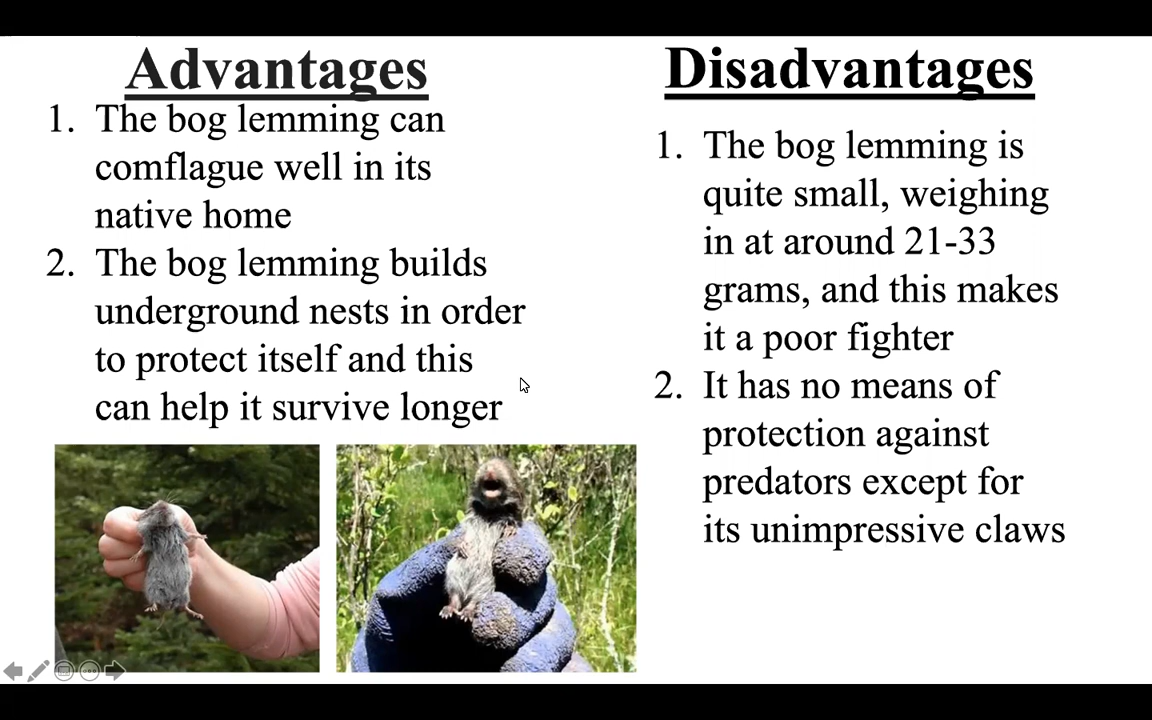 Advantages
1. The bog lemming can
comflague well in its
native home
2. The bog lemming builds
underground nests in order
to protect itself and this
can help it survive longer
Disadvantages
1. The bog lemming is
quite small, weighing
in at around 21-33
grams, and this makes
it a poor fighter
2. It has no means of
protection against
predators except for
its unimpressive claws